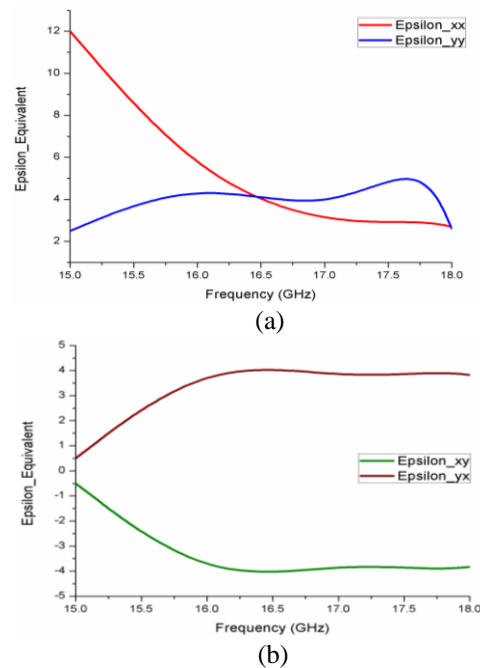 Epsilon_xx
Epsilon_yy
12
10
8
6
4
2
Epsilon_Equivalent
15.0 15.5 16.0 16.5 17.0 17.5 18.0
Frequency (GHz)
(a)
5
4
3
2
1
0
-1
-2
-3
-4
-5
Epsilon_Equivalent
Epsilon_xy
Epsilon_yx
15.0 15.5 16.0 16.5 17.0 17.5 18.0
Frequency (GHz)
(b)